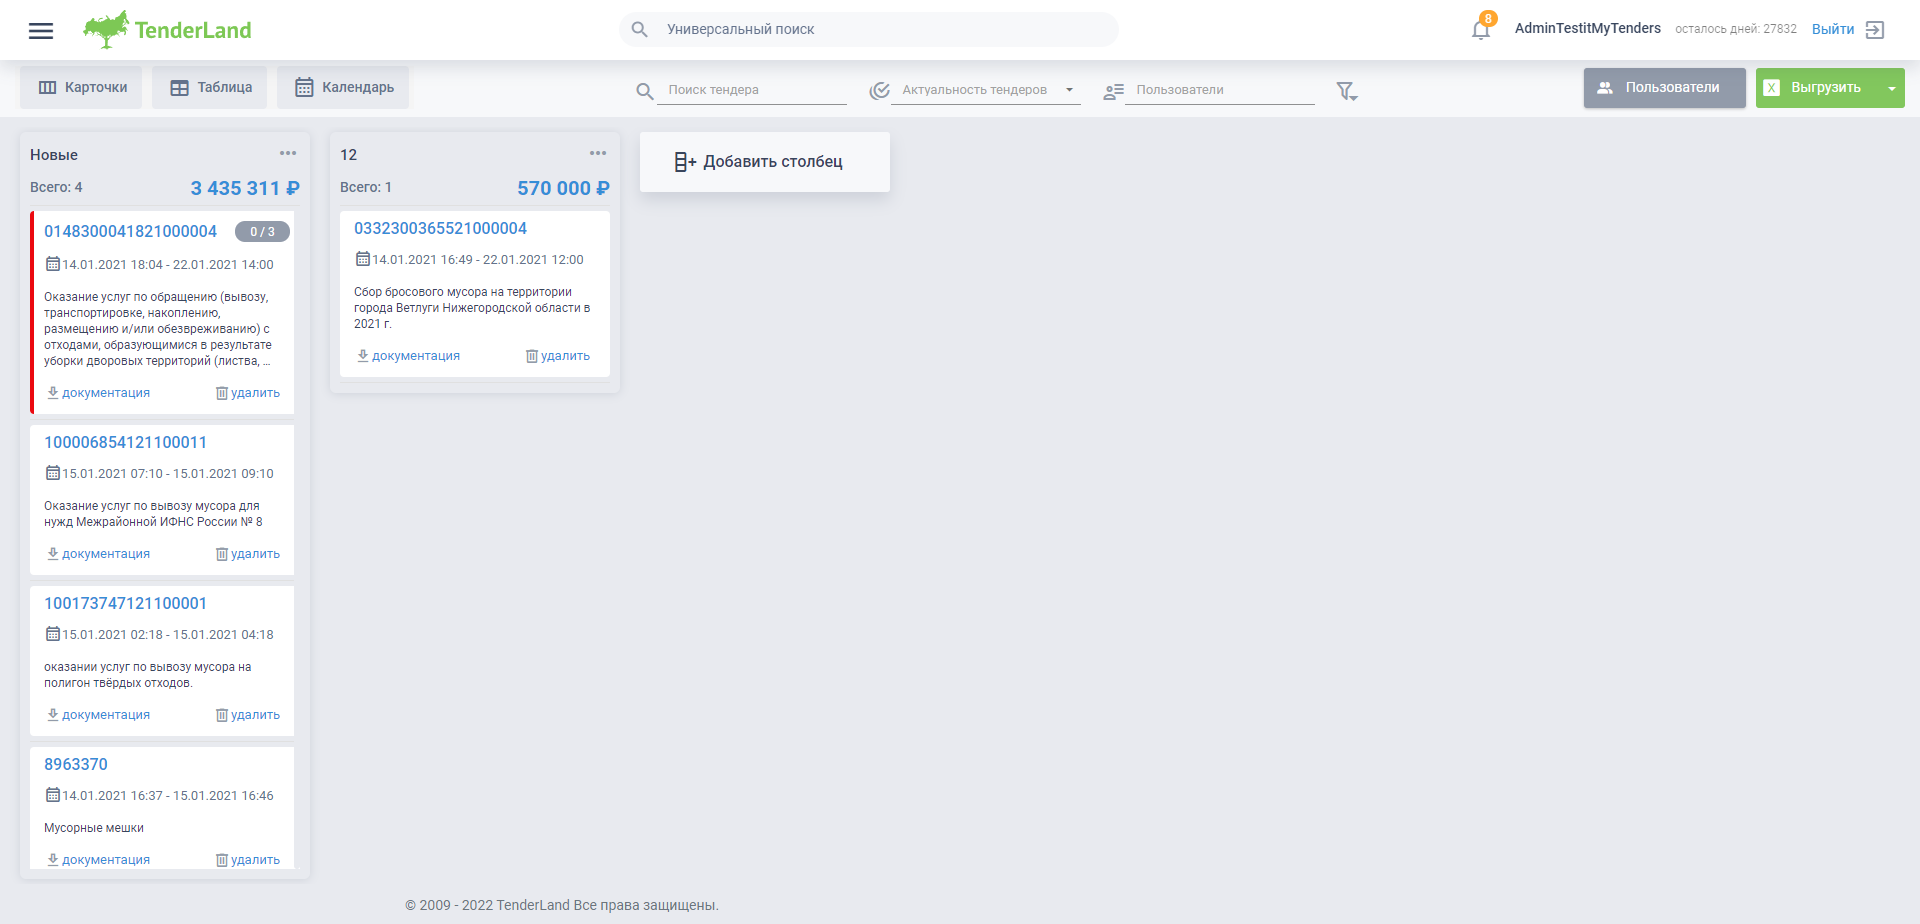 TenderLand
Универсальный поиск
8
AdminTestitMyTenders
осталось дней: 27832
Выйти
Карточки
Таблица
Календарь
Поиск тендера
Актуальность тендеров
Пользователи
Пользователи
X
Выгрузить
Новые
Всего: 4
3 435 311 ₽
0148300041821000004
0 / 3
14.01.2021 18:04 - 22.01.2021 14:00
Оказание услуг по обращению (вывозу,
транспортировке, накоплению,
размещению и/или обезвреживанию) с
отходами, образующимися в результате
уборки дворовых территорий (листва, ...
документация
удалить
100006854121100011
15.01.2021 07:10 - 15.01.2021 09:10
Оказание услуг по вывозу мусора для
нужд Межрайонной ИФНС России № 8
документация
удалить
100173747121100001
15.01.2021 02:18 - 15.01.2021 04:18
оказании услуг по вывозу мусора на
полигон твёрдых отходов.
документация
удалить
8963370
14.01.2021 16:37 - 15.01.2021 16:46
Мусорные мешки
документация
удалить
12
Всего: 1
570 000 ₽
0332300365521000004
14.01.2021 16:49 - 22.01.2021 12:00
Сбор бросового мусора на территории
города Ветлуги Нижегородской области в
2021 г.
документация
удалить
Добавить столбец
© 2009 - 2022 TenderLand Все права защищены.